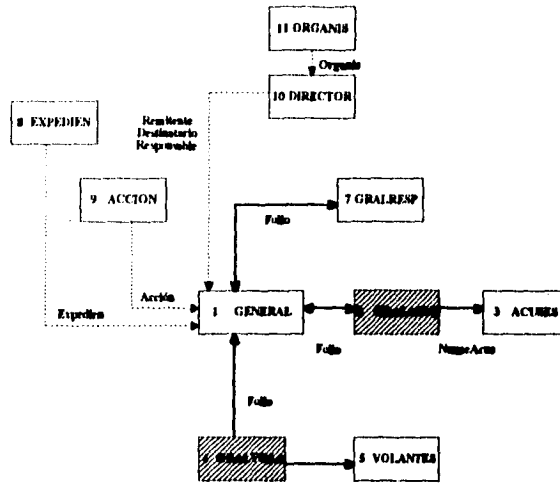 11 ORGANIS
Organis
10 DIRECTOR
8 EXPEDIEN
Remitente
Destinatario
Responsable
9 ACCION
7 GRALRESP
Folio
Acción
Expedien
1 GENERAL
3 ACUSES
Folio
NumeAcus
Folio
5 VOLANTES